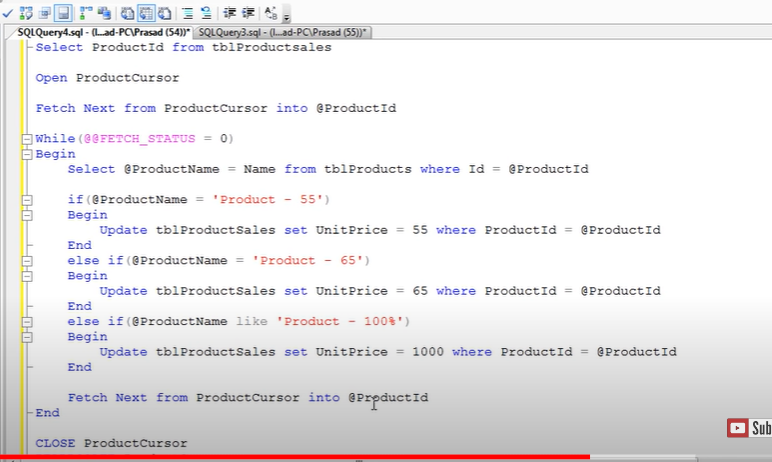 SQLQuery4.sql - (l...ad-PC\Prasad (54))* SQLQuery3.sql - (l...ad-PC\Prasad (55))*
Select ProductId from tblProductsales
Open ProductCursor
Fetch Next from ProductCursor into @ProductId
While(@@FETCH_STATUS = 0)
Begin
Select @ProductName = Name from tblProducts where Id = @ProductId
if(@ProductName = 'Product - 55')
Begin
Update tblProductSales set UnitPrice = 55 where ProductId = @ProductId
End
else if(@ProductName = 'Product - 65')
Begin
Update tblProductSales set UnitPrice = 65 where ProductId = @ProductId
End
else if(@ProductName like 'Product - 100%')
Begin
Update tblProductSales set UnitPrice = 1000 where ProductId = @ProductId
End
Fetch Next from ProductCursor into @ProductId
End
Sub
CLOSE ProductCursor